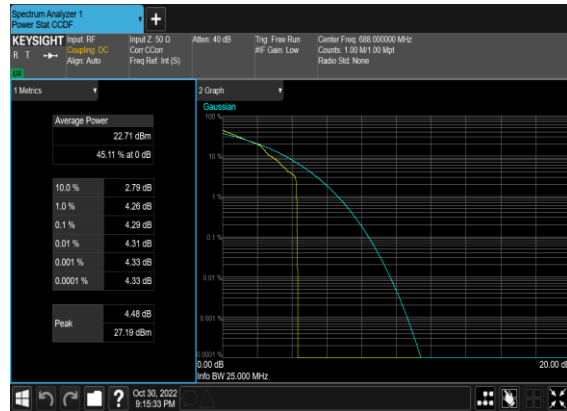 Spectrum Analyzer 1
Power Stat CCDF
+
KEYSIGHT
R T
Input: RF
Coupling: DC
Align: Auto
Input Z: 50 Ω
Corr CCorr
Freq Ref: Int (S)
Atten: 40 dB
Trig: Free Run
#IF Gain: Low
Center Freq: 688.000000 MHz
Counts: 1.00 M/1.00 Mpt
Radio Std: None
1 Metrics
Average Power
22.71 dBm
45.11 % at 0 dB
10.0 % 2.79 dB
1.0 % 4.26 dB
0.1 % 4.29 dB
0.01 % 4.31 dB
0.001 % 4.33 dB
0.0001 % 4.33 dB
Peak 4.48 dB
27.19 dBm
2 Graph
Gaussian
100 %
10 %
1 %
0.1 %
0.01 %
0.001 %
0.0001 %
0.00 dB 20.00 dB
Info BW 25.000 MHz
?
Oct 30, 2022
9:15:33 PM